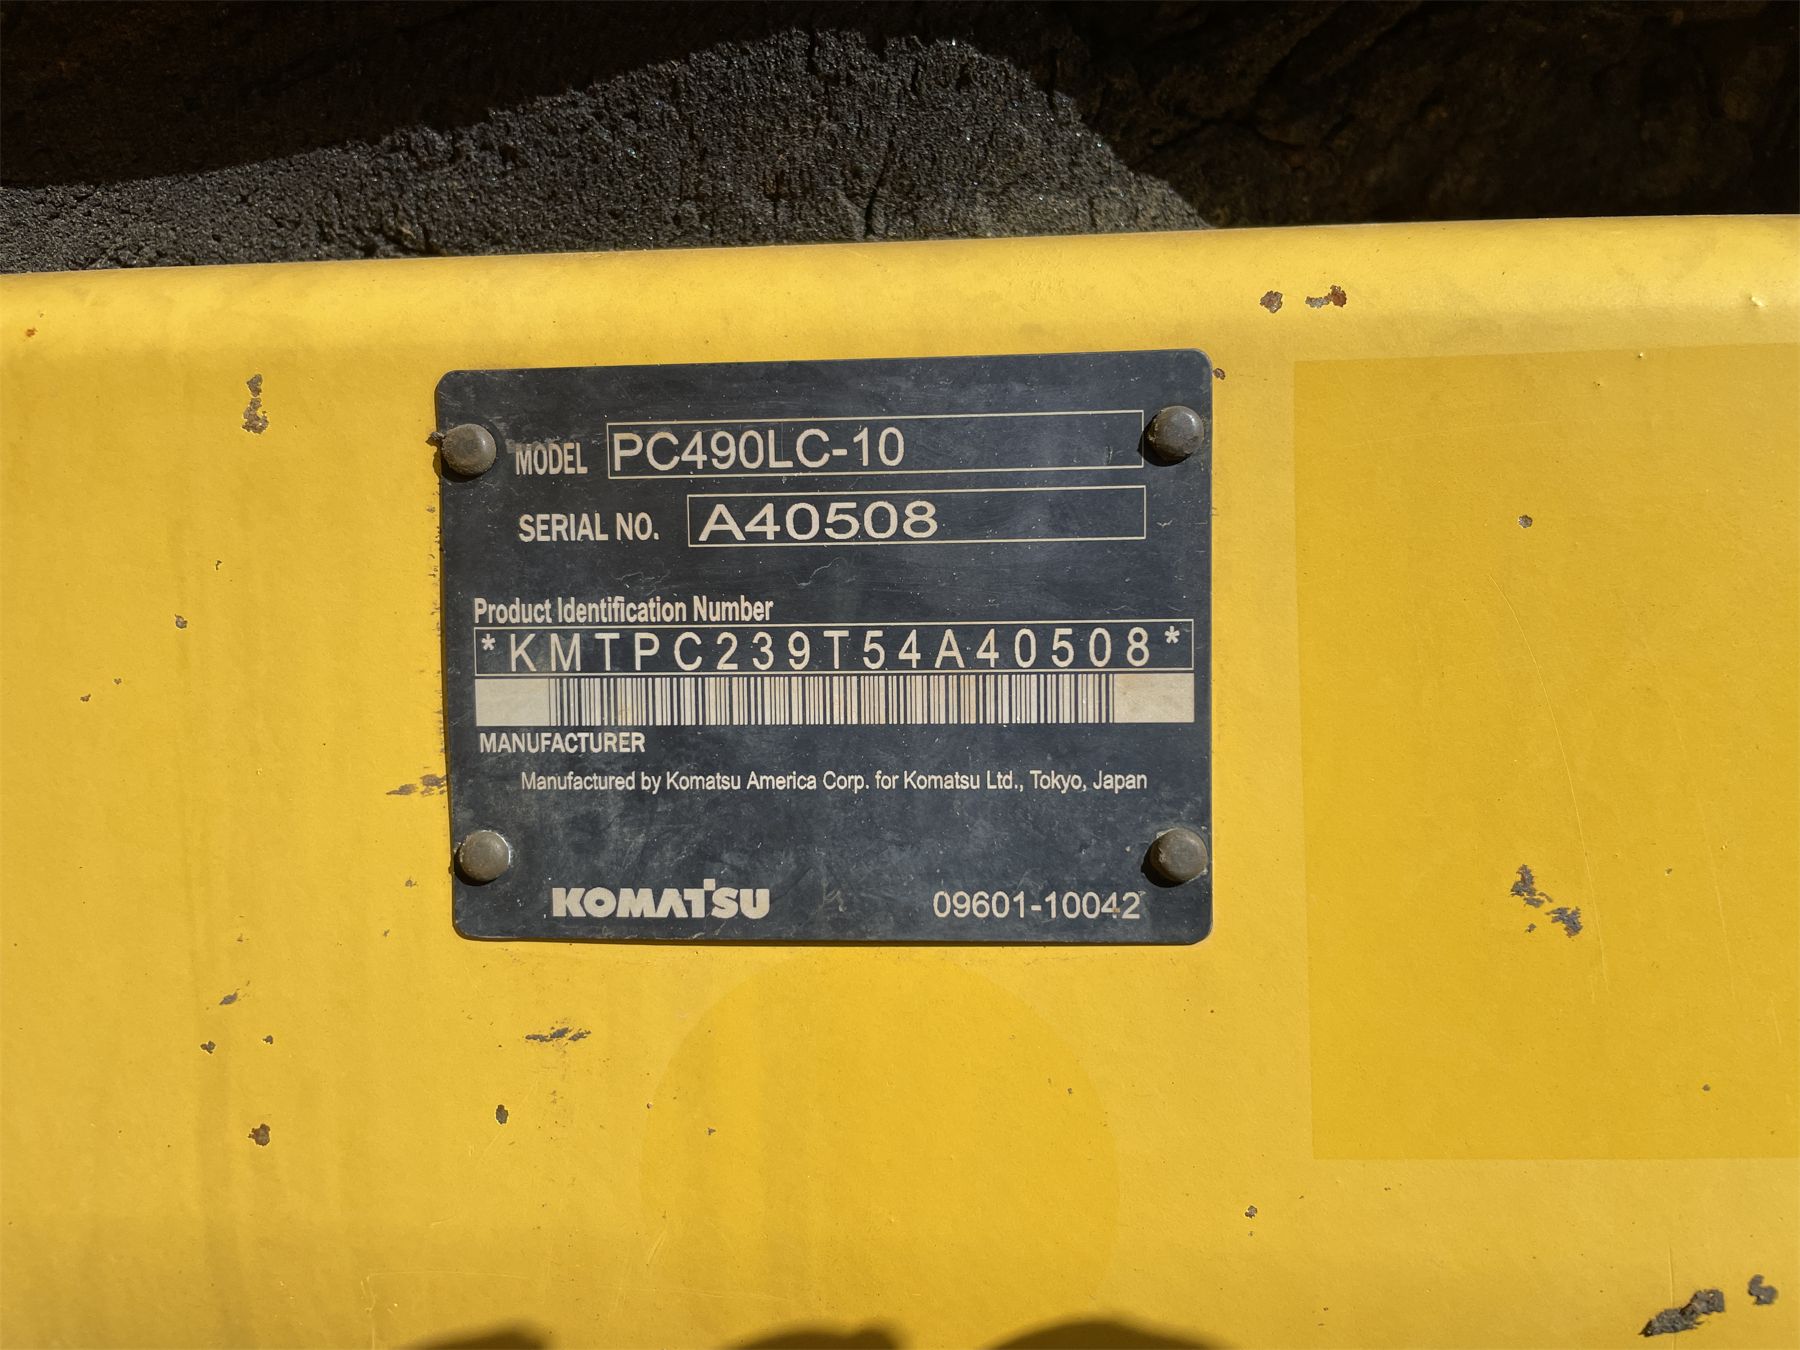 MODEL PC490LC-10
SERIAL NO. A40508
Product Identification Number
*KMTPC239T54A40508*
MANUFACTURER
Manufactured by Komatsu America Corp. for Komatsu Ltd., Tokyo, Japan
KOMATSU 09601-10042